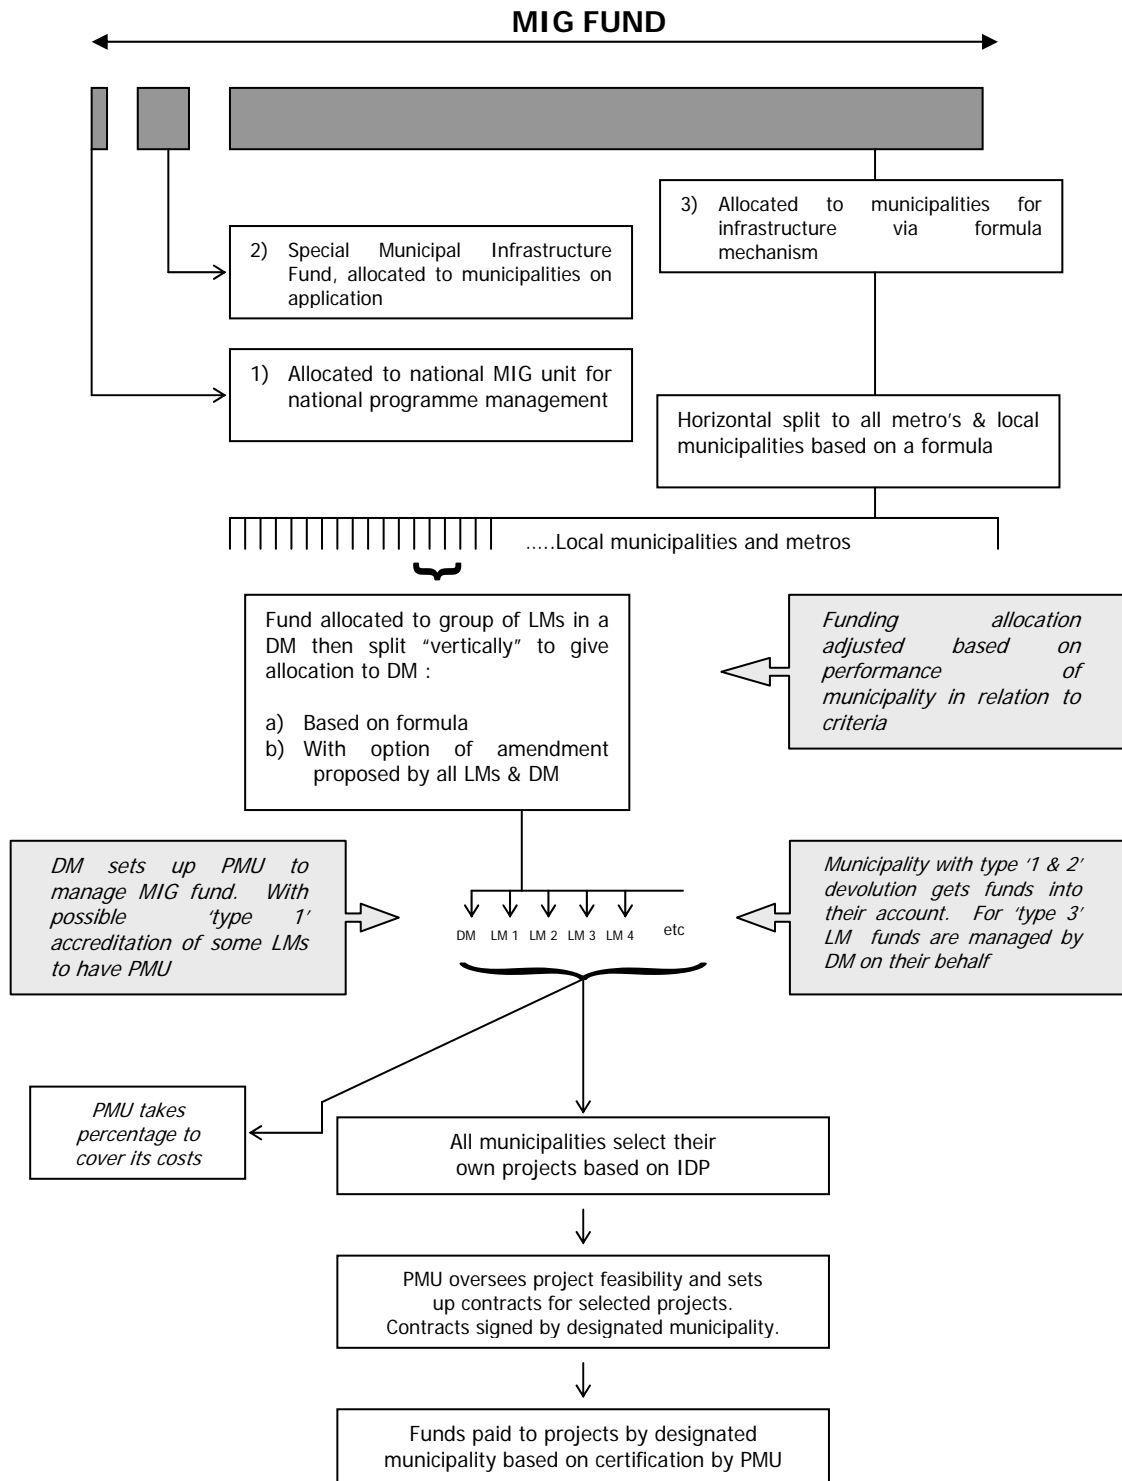 MIG FUND
3) Allocated to municipalities for
infrastructure via formula
mechanism
2) Special Municipal Infrastructure
Fund, allocated to municipalities on
application
1) Allocated to national MIG unit for
national programme management
Horizontal split to all metro's & local
municipalities based on a formula
.....Local municipalities and metros
Fund allocated to group of LMs in a
DM then split “vertically” to give
allocation to DM :
a) Based on formula
b) With option of amendment
proposed by all LMs & DM
Funding allocation
adjusted based on
performance of
municipality in relation to
criteria
DM sets up PMU to
manage MIG fund. With
possible ‘type 1’
accreditation of some LMs
to have PMU
DM LM 1 LM 2 LM 3 LM 4 etc
Municipality with type ‘1 & 2’
devolution gets funds into
their account. For ‘type 3’
LM funds are managed by
DM on their behalf
PMU takes
percentage to
cover its costs
All municipalities select their
own projects based on IDP
PMU oversees project feasibility and sets
up contracts for selected projects.
Contracts signed by designated municipality.
Funds paid to projects by designated
municipality based on certification by PMU